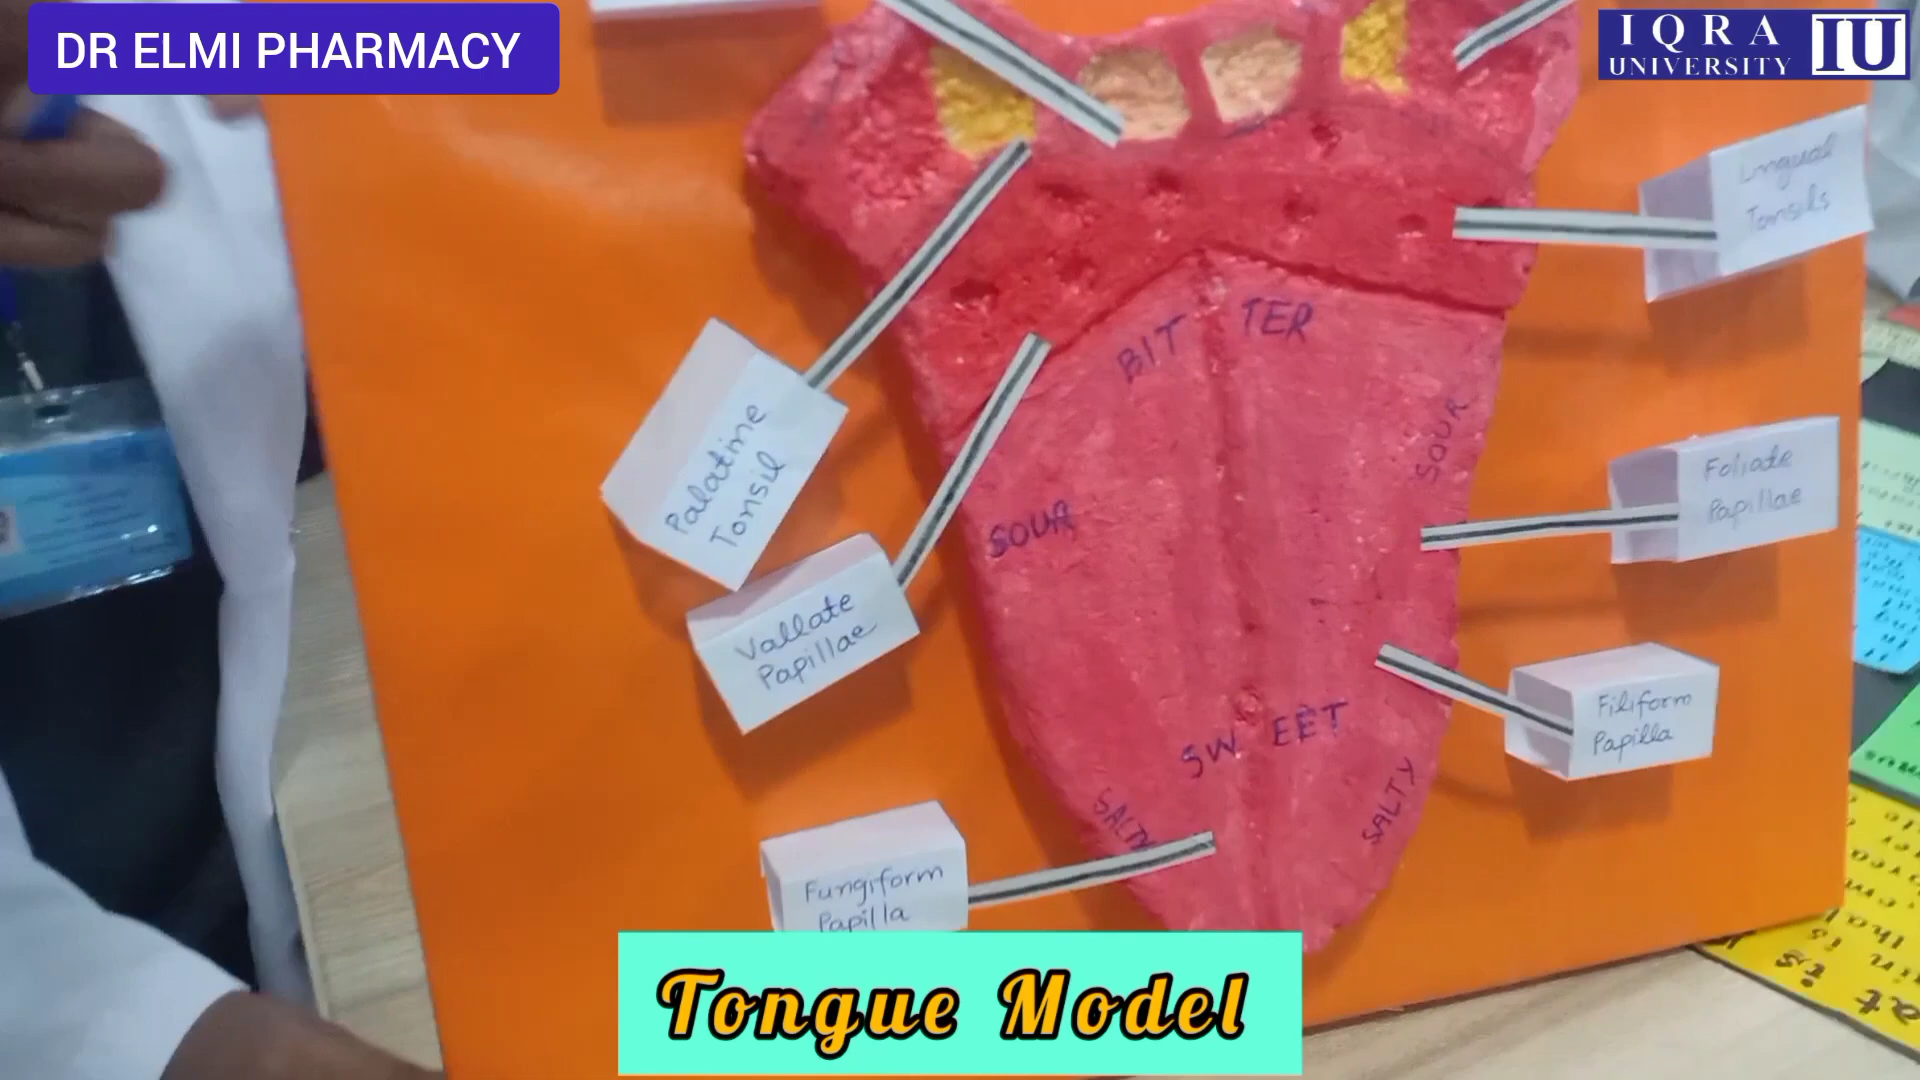 DR ELMI PHARMACY
IQRA
UNIVERSITY
IU
Lingual
Tonsils
BIT TER
SOUR
Palatine
Tonsil
Foliate
Papillae
SOUR
Vallate
Papillae
Filiform
Papilla
SW EET
SALTY
SALTY
Fungiform
Papilla
Tongue Model